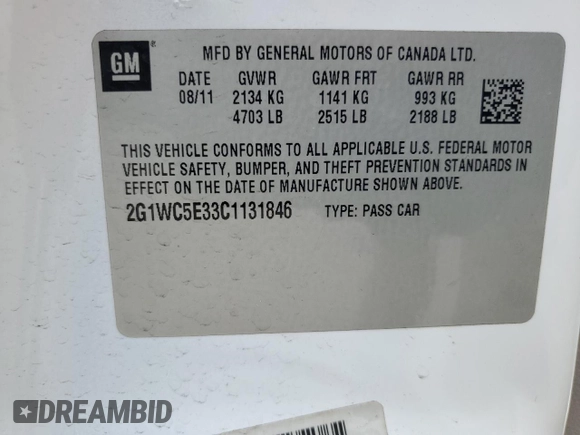 GM
MFD BY GENERAL MOTORS OF CANADA LTD.
DATE GVWR GAWR FRT GAWR RR
08/11 2134 KG 1141 KG 993 KG
4703 LB 2515 LB 2188 LB
THIS VEHICLE CONFORMS TO ALL APPLICABLE U.S. FEDERAL MOTOR
VEHICLE SAFETY, BUMPER, AND THEFT PREVENTION STANDARDS IN
EFFECT ON THE DATE OF MANUFACTURE SHOWN ABOVE.
2G1WC5E33C1131846 TYPE: PASS CAR
DREAMBID